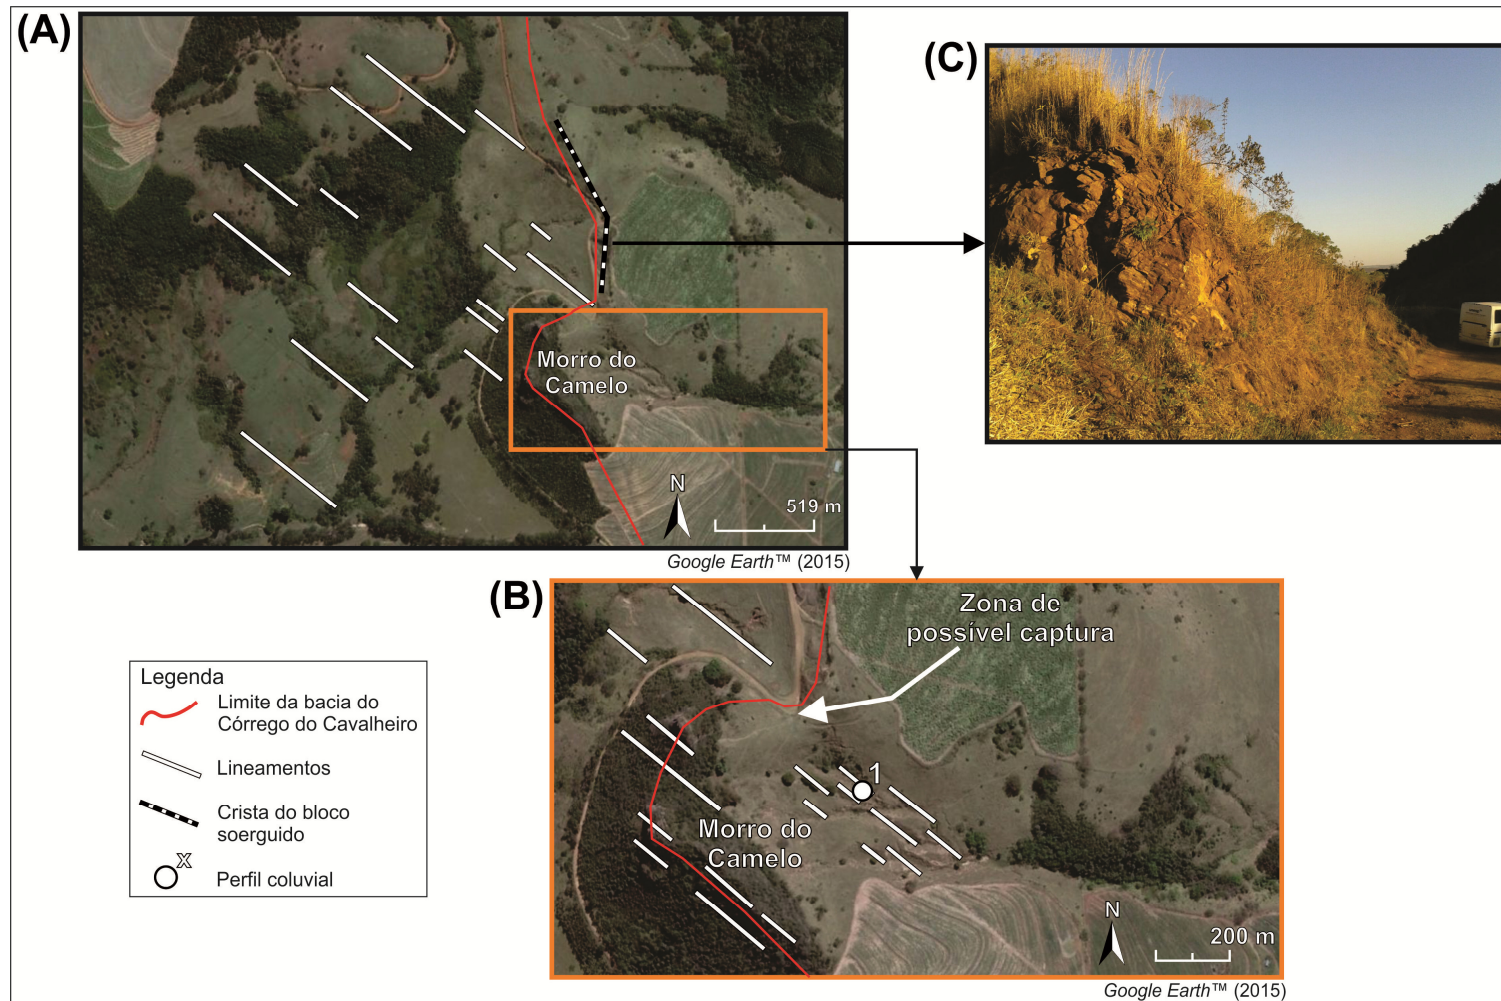 (A)
Morro do
Camelo
N
519 m
Google Earth™ (2015)
(C)
(B)
Zona de
possível captura
1
Morro do
Camelo
N
200 m
Google Earth™ (2015)
Legenda
Limite da bacia do
Córrego do Cavalheiro
Lineamentos
Crista do bloco
soerguido
X
Perfil coluvial